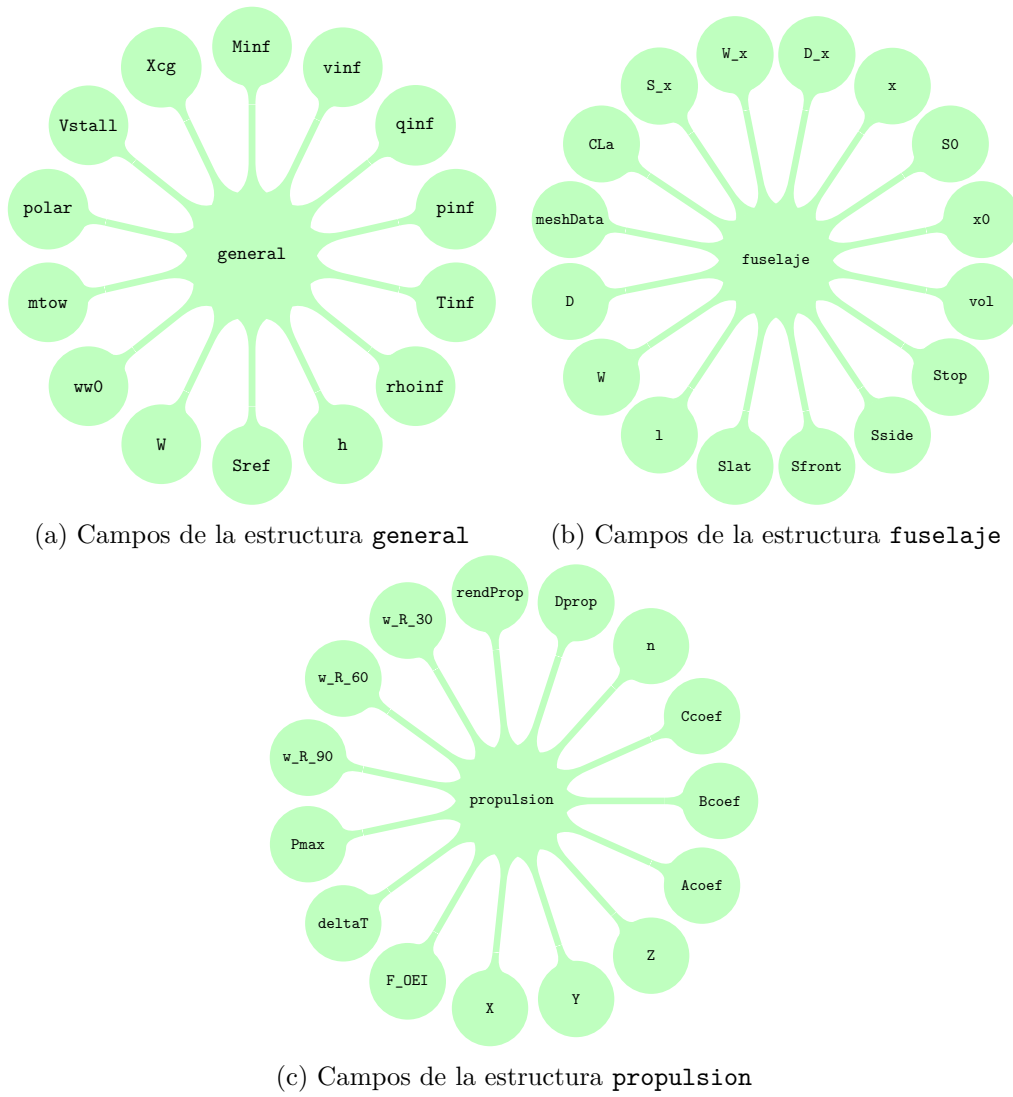 Minf
vinf
qinf
pinf
Tinf
rhoinf
h
Sref
W
ww0
mtow
polar
Vstall
Xcg
general
(a) Campos de la estructura general
W_x
D_x
x
S0
x0
vol
Stop
Sside
Sfront
Slat
l
W
D
meshData
CLa
S_x
fuselaje
(b) Campos de la estructura fuselaje
rendProp
Dprop
n
Ccoef
Bcoef
Acoef
Z
Y
X
F_OEI
deltaT
Pmax
w_R_90
w_R_60
w_R_30
propulsion
(c) Campos de la estructura propulsion